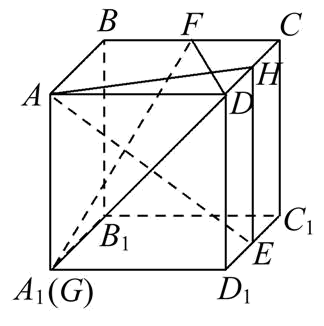 B F C
H
A D
B₁ C₁
E
A₁(G) D₁